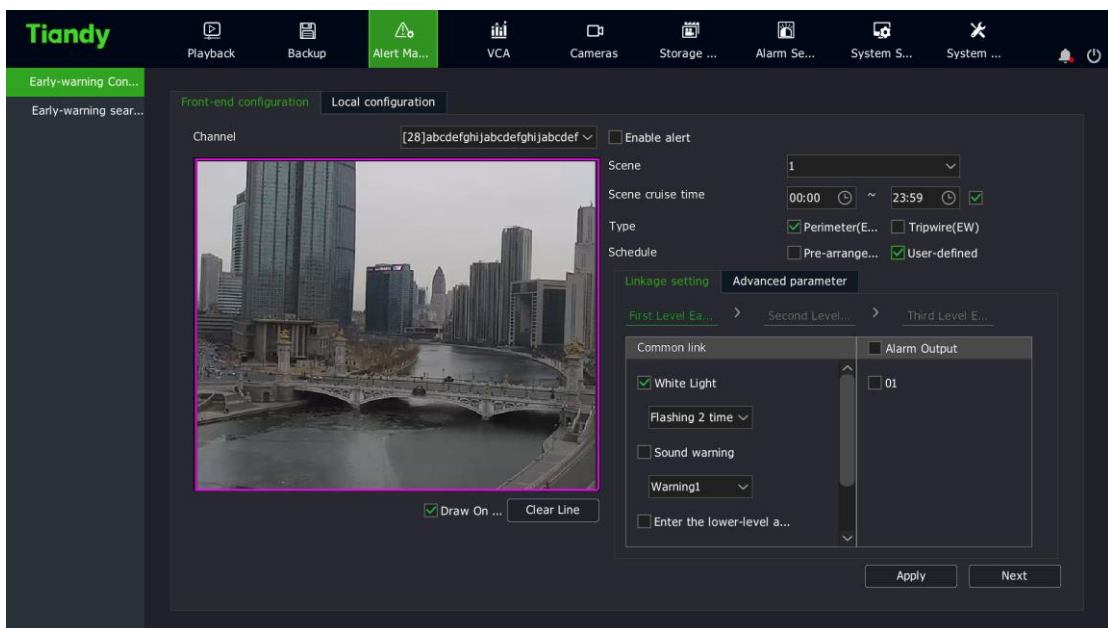 Tiandy
Playback
Backup
Alert Ma...
VCA
Cameras
Storage ...
Alarm Se...
System S...
System ...
Early-warning Con...
Early-warning sear...
Front-end configuration
Local configuration
Channel
[28]abcdefghijabcdefghijabcdef
Enable alert
Scene
1
Scene cruise time
00:00 ~ 23:59
Type
Perimeter(E...
Tripwire(EW)
Schedule
Pre-arrange...
User-defined
Linkage setting
Advanced parameter
First Level Ea...
>
Second Level...
>
Third Level E...
Common link
Alarm Output
White Light
01
Flashing 2 time
Sound warning
Warning1
Enter the lower-level a...
Draw On ...
Clear Line
Apply
Next